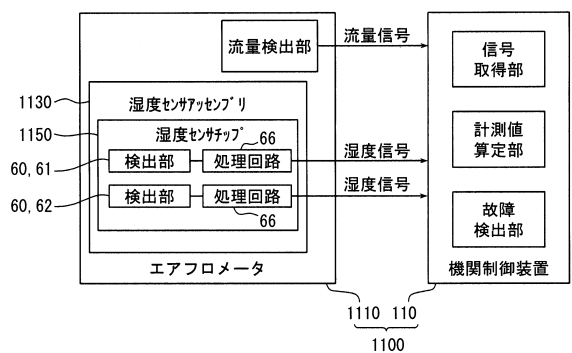 流量検出部
流量信号
信号
取得部
1130
湿度センサアッセンブリ
1150
湿度センサチップ
66
60, 61
検出部
処理回路
湿度信号
計測値
算定部
60, 62
検出部
処理回路
湿度信号
66
故障
検出部
エアフロメータ
機関制御装置
1110
110
1100